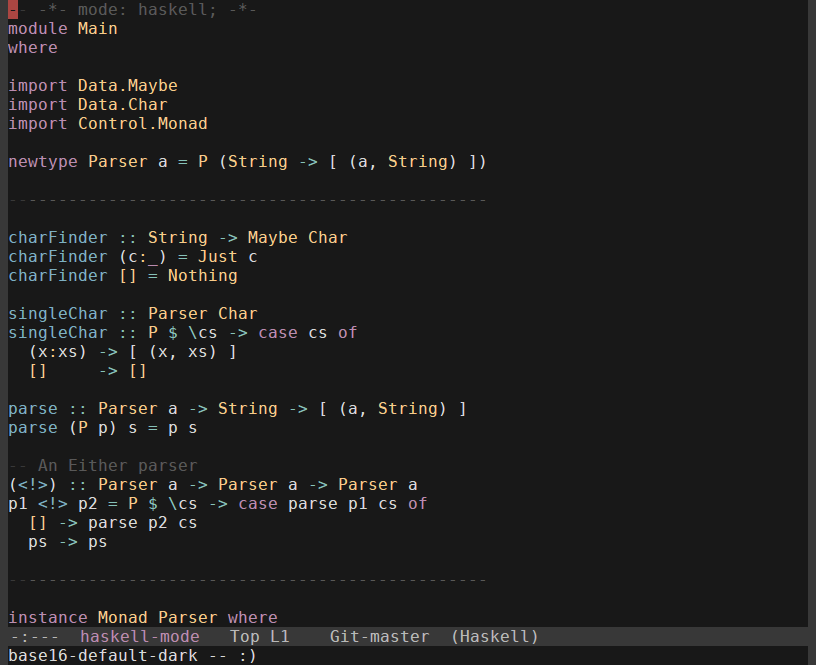 -- -*- mode: haskell; -*-
module Main
where

import Data.Maybe
import Data.Char
import Control.Monad

newtype Parser a = P (String -> [ (a, String) ])

------------------------------------------------

charFinder :: String -> Maybe Char
charFinder (c:_) = Just c
charFinder [] = Nothing

singleChar :: Parser Char
singleChar :: P $ \cs -> case cs of
  (x:xs) -> [ (x, xs) ]
  []     -> []

parse :: Parser a -> String -> [ (a, String) ]
parse (P p) s = p s

-- An Either parser
(<!>) :: Parser a -> Parser a -> Parser a
p1 <!> p2 = P $ \cs -> case parse p1 cs of
  [] -> parse p2 cs
  ps -> ps

------------------------------------------------

instance Monad Parser where
-:---  haskell-mode   Top L1    Git-master  (Haskell)
base16-default-dark -- :)